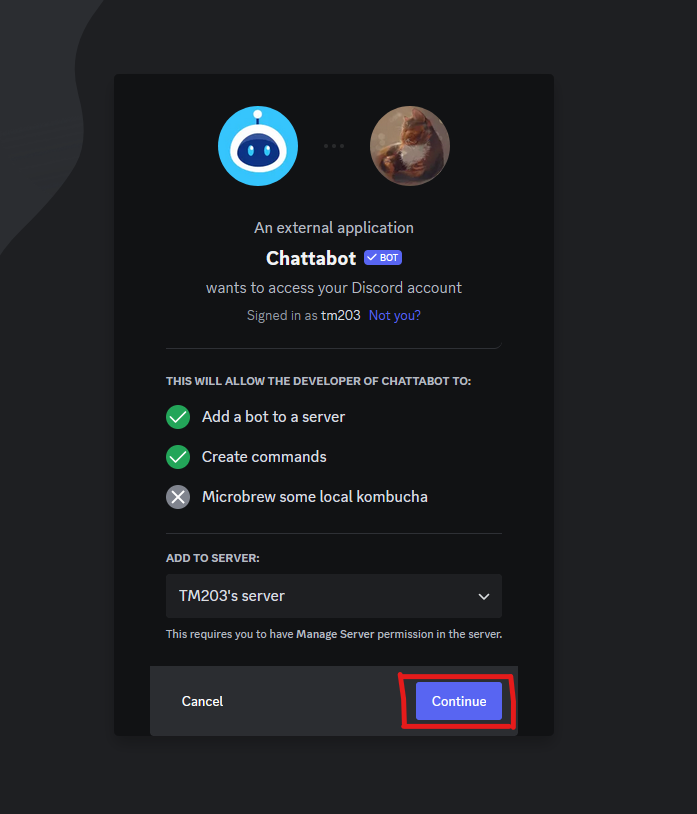 An external application
Chattabot ✓ BOT
wants to access your Discord account
Signed in as tm203 Not you?
THIS WILL ALLOW THE DEVELOPER OF CHATTABOT TO:
Add a bot to a server
Create commands
Microbrew some local kombucha
ADD TO SERVER:
TM203's server
This requires you to have Manage Server permission in the server.
Cancel Continue